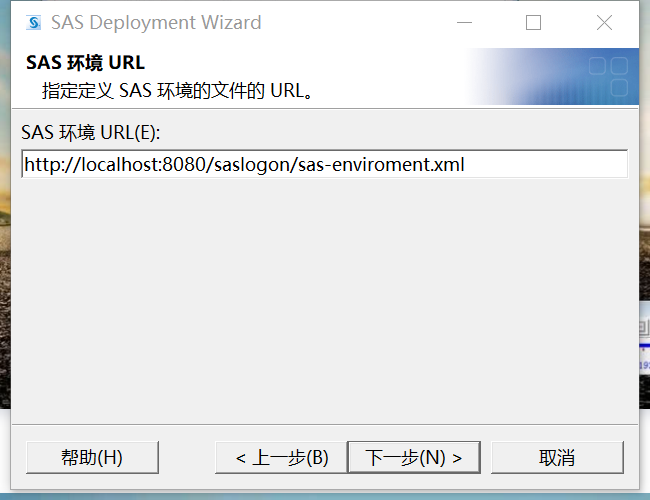 SAS Deployment Wizard
SAS 环境 URL
指定定义 SAS 环境的文件的 URL。
SAS 环境 URL(E):
http://localhost:8080/saslogon/sas-enviroment.xml
帮助(H)
< 上一步(B)
下一步(N) >
取消